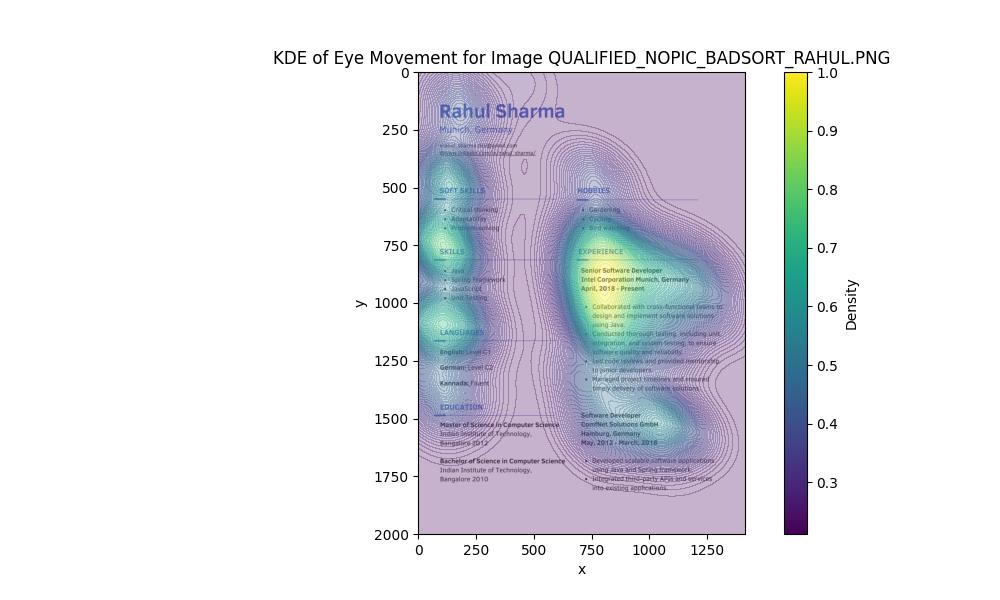 KDE of Eye Movement for Image QUALIFIED_NOPIC_BADSORT_RAHUL.PNG
Rahul Sharma
Munich, Germany
SOFT SKILLS
• Critical thinking
• Adaptability
• Problem solving
SKILLS
• Java
• Spring Framework
• JavaScript
• Unit Testing
LANGUAGES
English: Level C1
German: Level C2
Kannada: Fluent
EDUCATION
Master of Science in Computer Science
Indian Institute of Technology,
Bangalore 2012
Bachelor of Science in Computer Science
Indian Institute of Technology,
Bangalore 2010
HOBBIES
• Gardening
• Cycling
• Bird watching
EXPERIENCE
Senior Software Developer
Intel Corporation Munich, Germany
April, 2018 - Present
• Collaborated with cross-functional teams to
design and implement software solutions
using Java.
• Conducted thorough testing, including unit,
integration, and system testing, to ensure
software quality and reliability.
• Led code reviews and provided mentorship
to junior developers.
• Managed project timelines and ensured
timely delivery of software solutions.
Software Developer
ComfNet Solutions GmbH
Hamburg, Germany
May, 2012 - March, 2018
• Developed scalable software applications
using Java and Spring framework.
• Integrated third-party APIs and services
into existing applications.
0
250
500
750
1000
1250
1500
1750
2000
y
0 250 500 750 1000 1250
x
1.0
0.9
0.8
0.7
0.6
0.5
0.4
0.3
Density